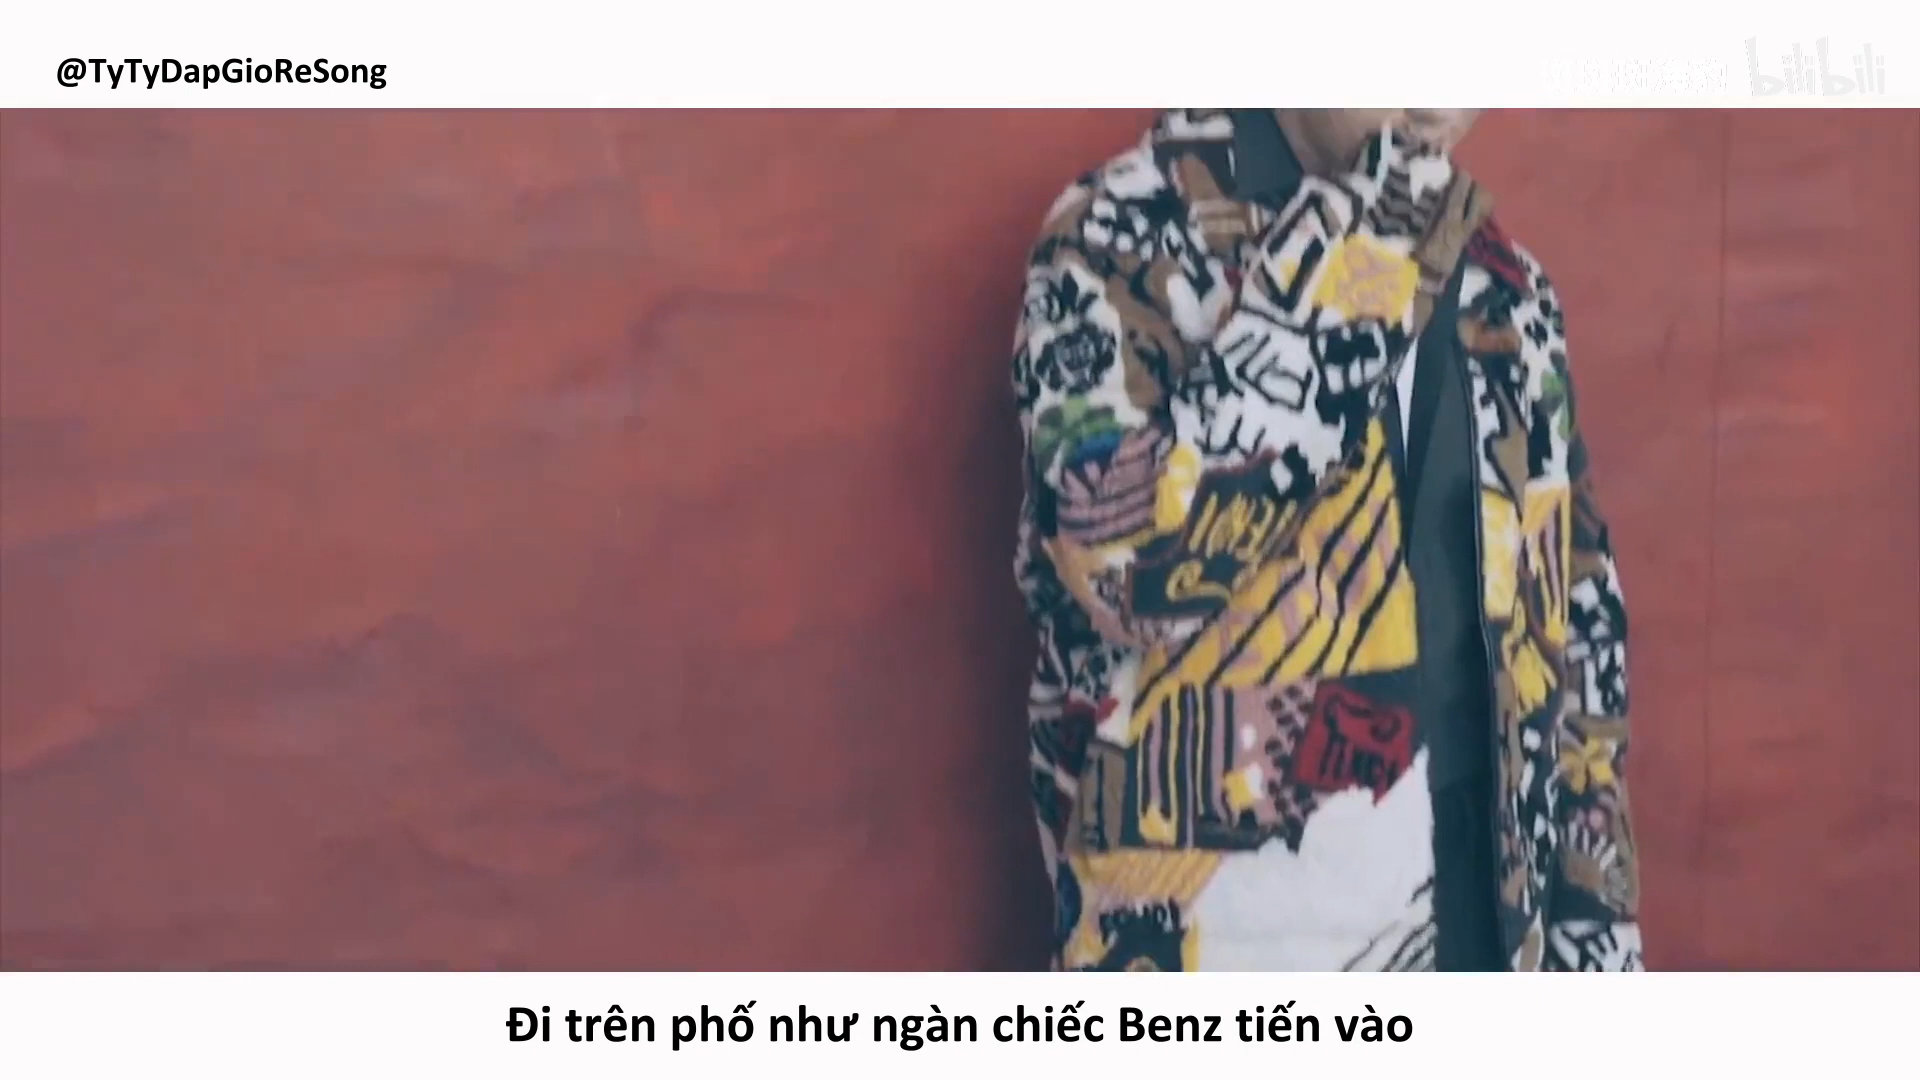 @TyTyDapGioReSong
bilibili
Đi trên phố như ngàn chiếc Benz tiến vào